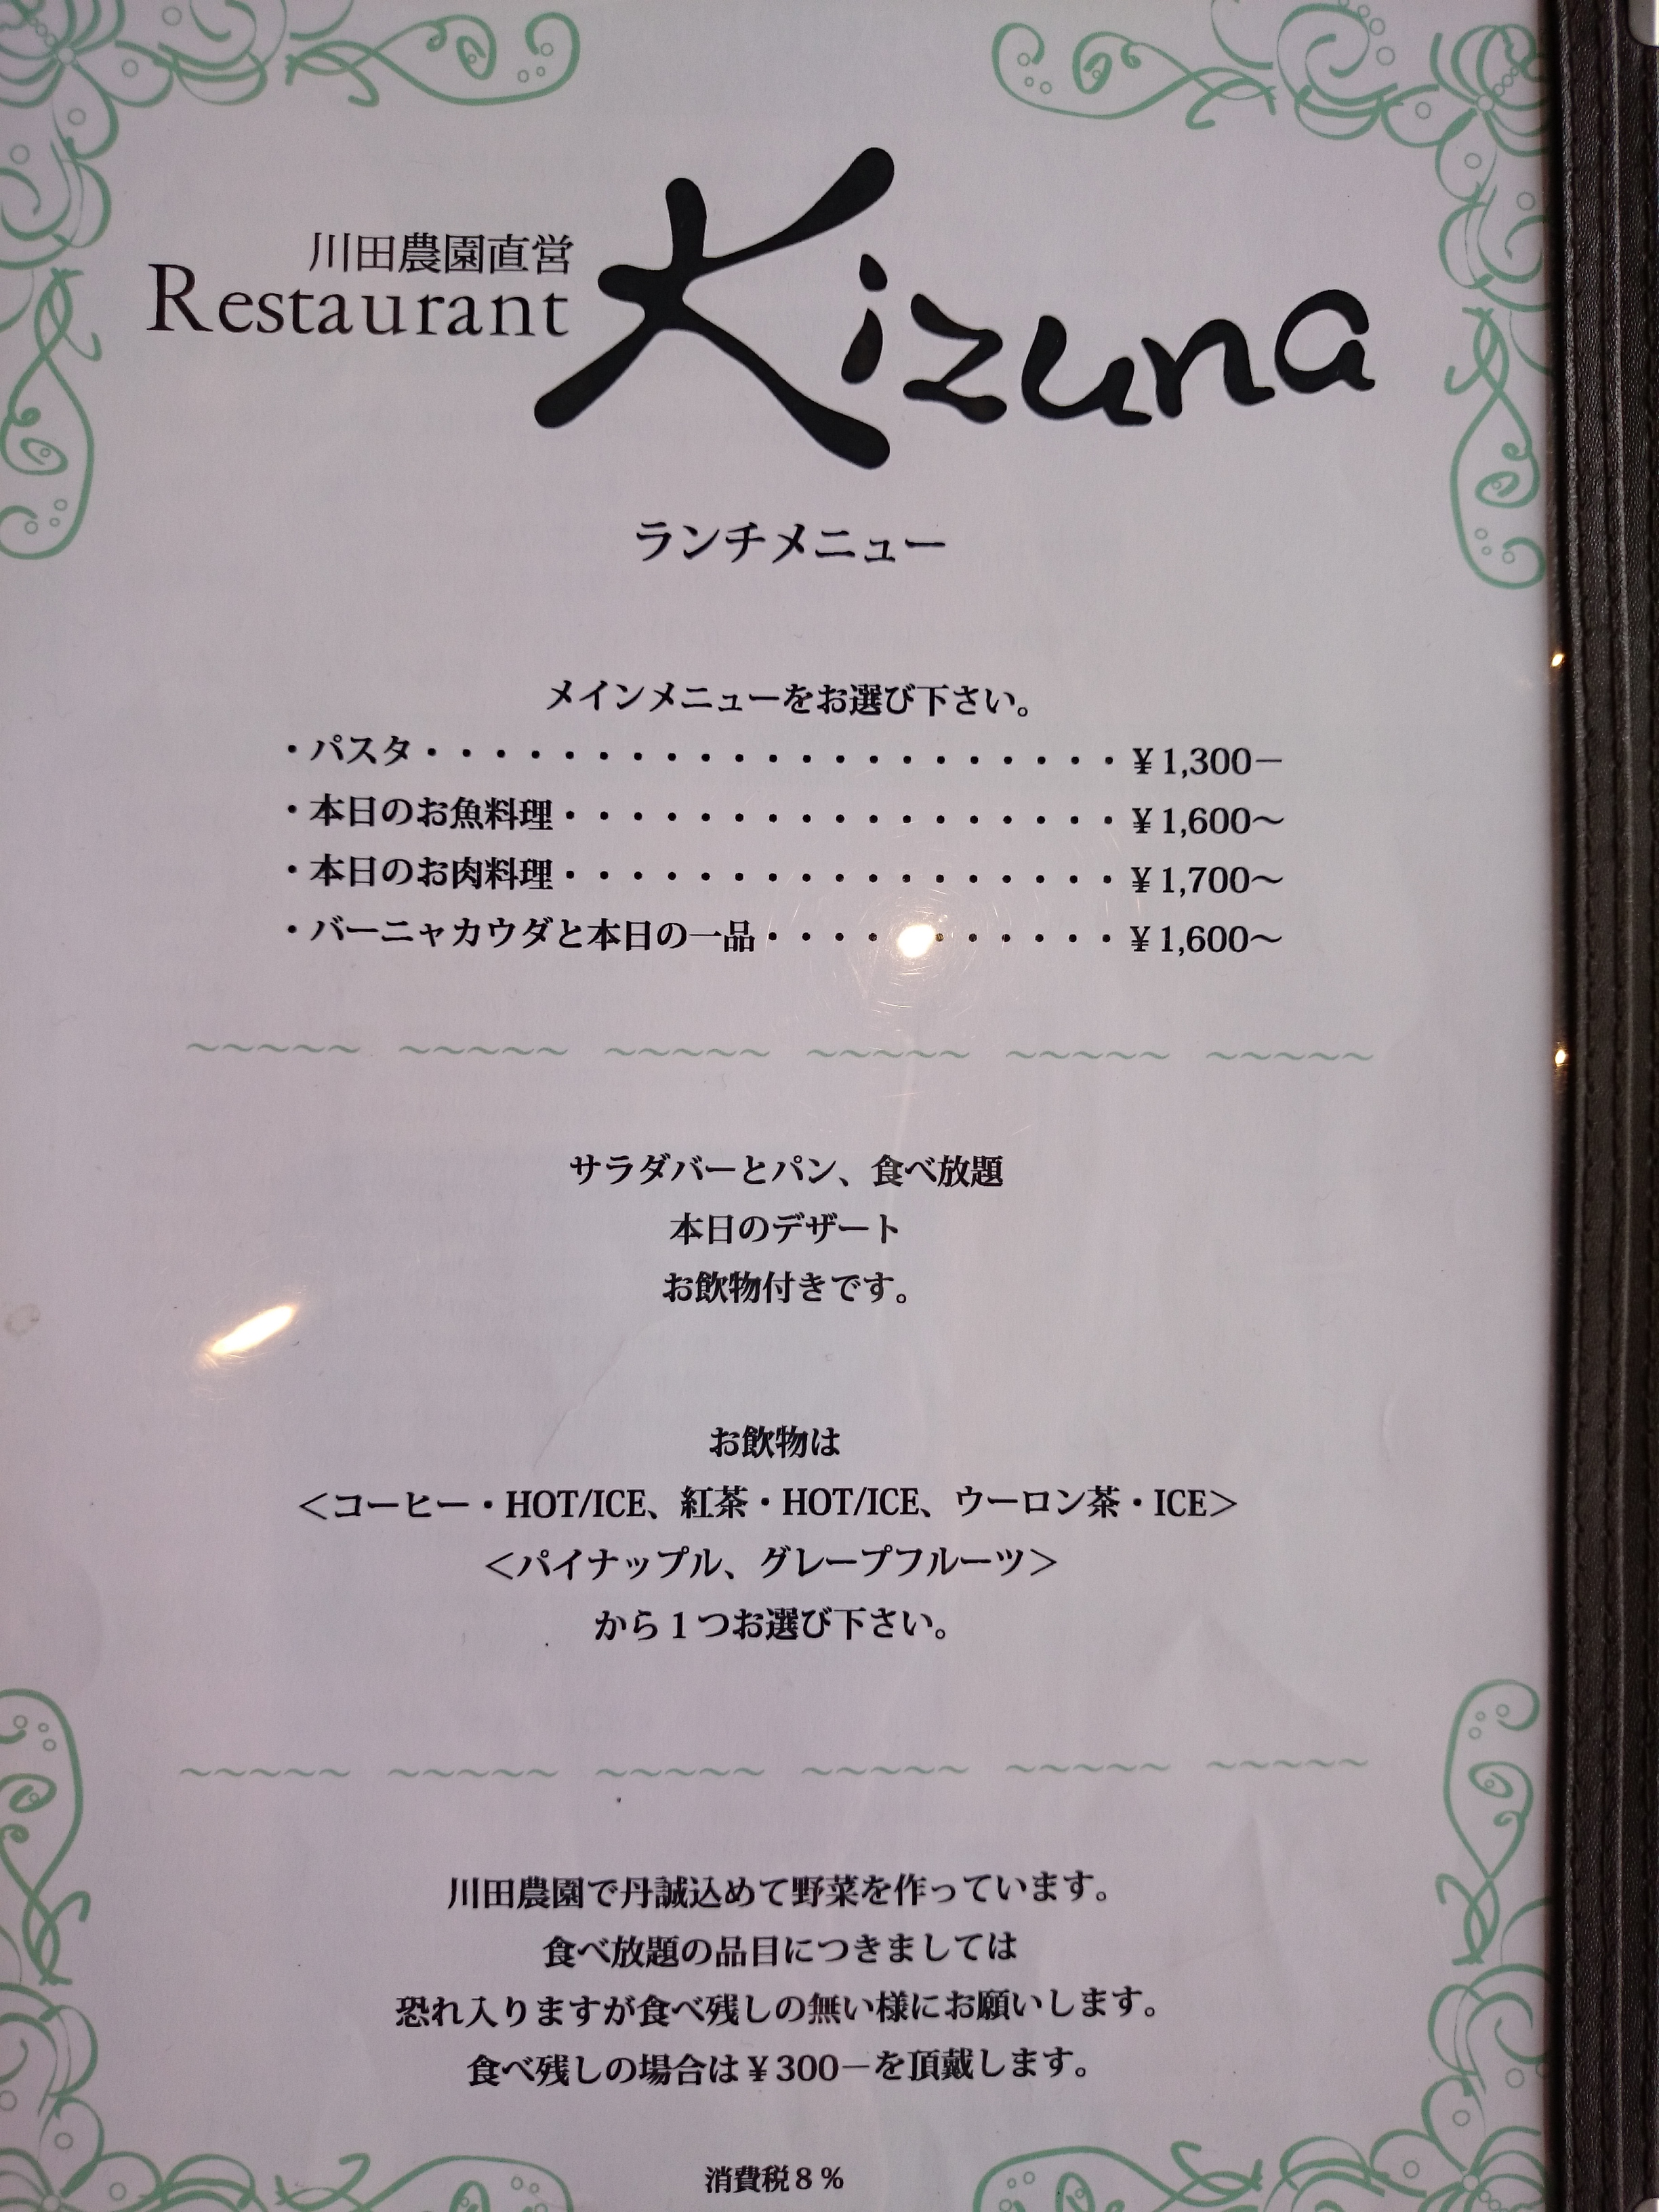 川田農園直営
Restaurant Kizuna
ランチメニュー
メインメニューをお選び下さい。
・パスタ・・・・・・・・・・・・・・・・・・・・・¥1,300―
・本日のお魚料理・・・・・・・・・・・・・・・・・¥1,600～
・本日のお肉料理・・・・・・・・・・・・・・・・・¥1,700～
・バーニャカウダと本日の一品・・・・・・・・・・・¥1,600～
～～～～～ ～～～～～ ～～～～～ ～～～～～ ～～～～～ ～～～～～
サラダバーとパン、食べ放題
本日のデザート
お飲物付きです。
お飲物は
＜コーヒー・HOT/ICE、紅茶・HOT/ICE、ウーロン茶・ICE＞
＜パイナップル、グレープフルーツ＞
から１つお選び下さい。
～～～～～ ～～～～～ ～～～～～ ～～～～～ ～～～～～ ～～～～～
川田農園で丹誠込めて野菜を作っています。
食べ放題の品目につきましては
恐れ入りますが食べ残しの無い様にお願いします。
食べ残しの場合は¥300―を頂戴します。
消費税８％